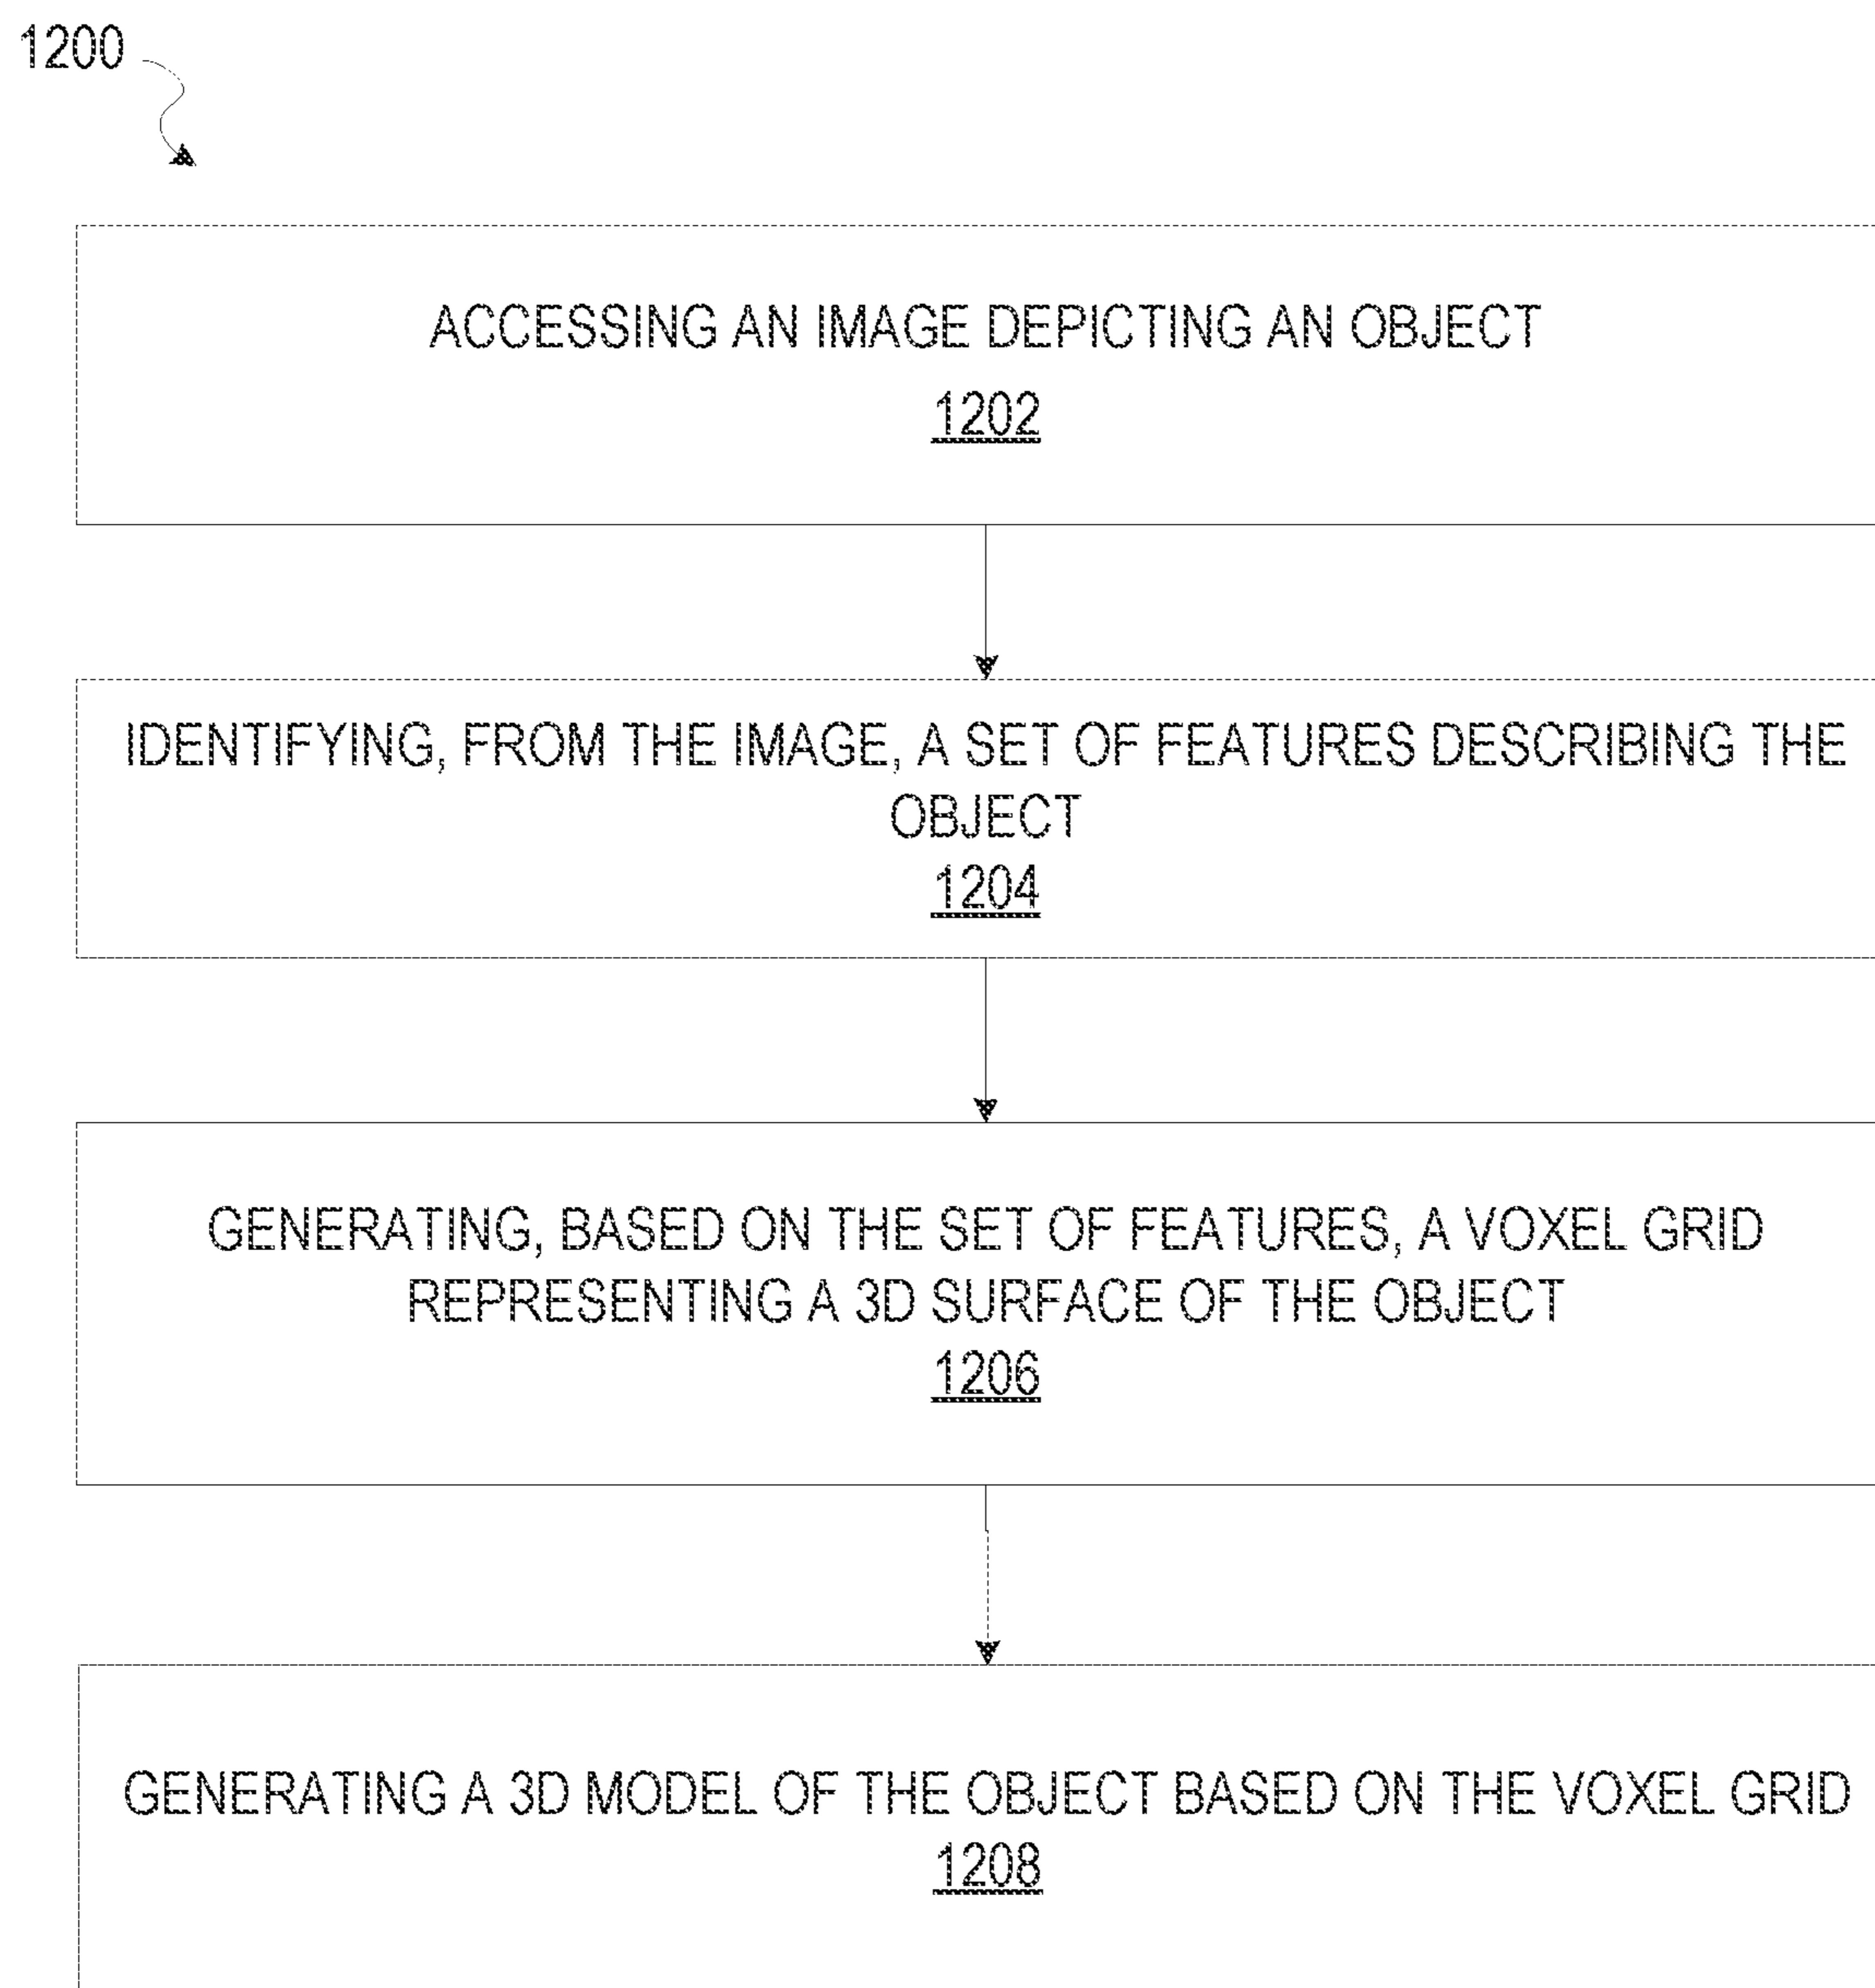 1200
ACCESSING AN IMAGE DEPICTING AN OBJECT
1202
IDENTIFYING, FROM THE IMAGE, A SET OF FEATURES DESCRIBING THE
OBJECT
1204
GENERATING, BASED ON THE SET OF FEATURES, A VOXEL GRID
REPRESENTING A 3D SURFACE OF THE OBJECT
1206
GENERATING A 3D MODEL OF THE OBJECT BASED ON THE VOXEL GRID
1208